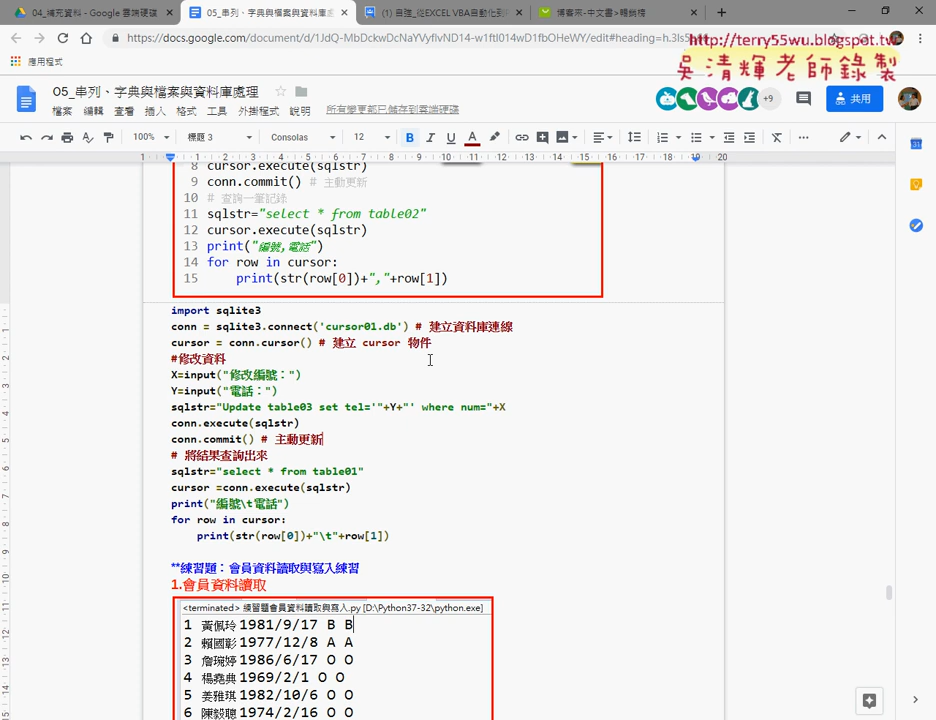 04_補充資料 - Google 雲端硬碟
05_串列、字典與檔案與資料庫處
(1) 自強_從EXCEL VBA自動化到
博客來-中文書>暢銷榜
https://docs.google.com/document/d/1JdQ-MbDckwDcNaYVyflvND14-w1ftl014wD1fbOHeWY/edit#heading=h.3ls5
http://terry55wu.blogspot.tw
吳清輝老師錄製
應用程式
05_串列、字典與檔案與資料庫處理
檔案 編輯 查看 插入 格式 工具 外掛程式 說明 所有變更都已儲存到雲端硬碟
+9
共用
100% 標題 3 Consolas 12
8 cursor.execute(sqlstr)
9 conn.commit() # 主動更新
10 # 查詢一筆記錄
11 sqlstr="select * from table02"
12 cursor.execute(sqlstr)
13 print("編號,電話")
14 for row in cursor:
15 print(str(row[0])+","+row[1])
import sqlite3
conn = sqlite3.connect('cursor01.db') # 建立資料庫連線
cursor = conn.cursor() # 建立 cursor 物件
#修改資料
X=input("修改編號：")
Y=input("電話：")
sqlstr="Update table03 set tel='"+Y+"' where num="+X
conn.execute(sqlstr)
conn.commit() # 主動更新
# 將結果查詢出來
sqlstr="select * from table01"
cursor =conn.execute(sqlstr)
print("編號\t電話")
for row in cursor:
print(str(row[0])+"\t"+row[1])
**練習題：會員資料讀取與寫入練習
1.會員資料讀取
<terminated> 練習題會員資料讀取與寫入.py [D:\Python37-32\python.exe]
1 黃佩玲 1981/9/17 B B
2 賴國彰 1977/12/8 A A
3 詹琬婷 1986/6/17 O O
4 楊堯典 1969/2/1 O O
5 姜雅琪 1982/10/6 O O
6 陳毅聰 1974/2/16 O O